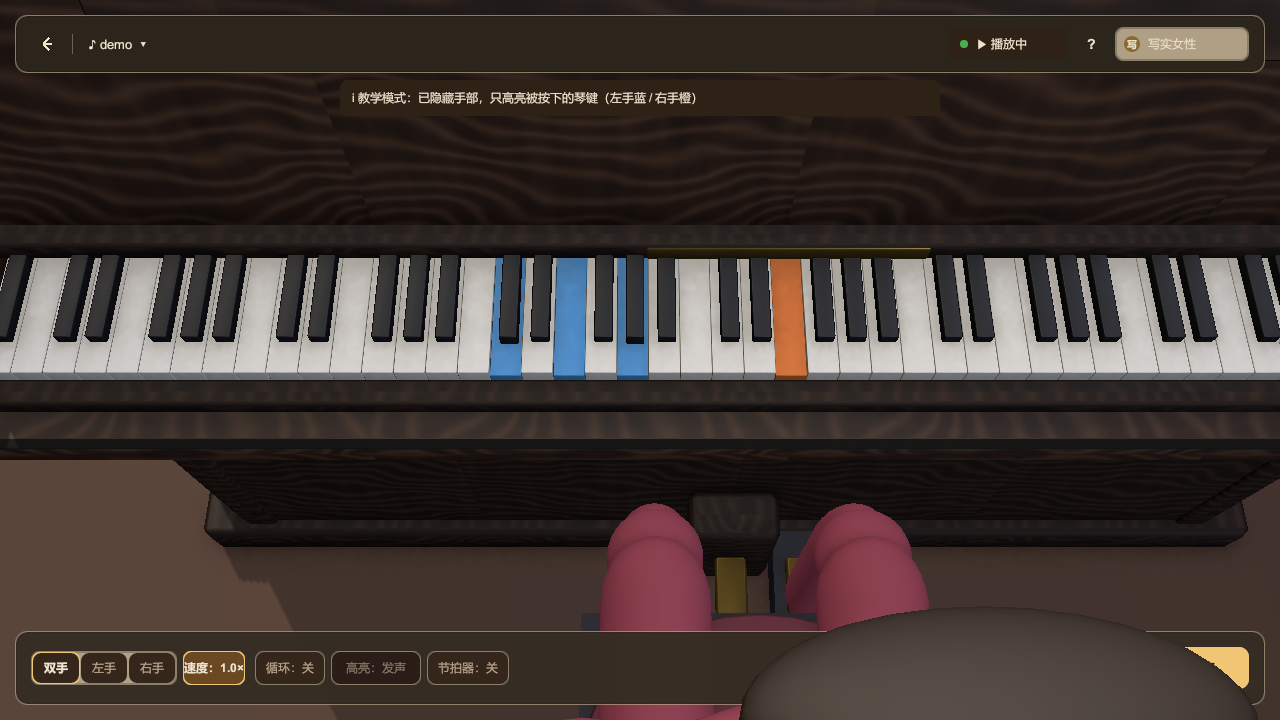 ♪ demo ▾
▶ 播放中
?
写 写实女性
i 教学模式：已隐藏手部，只高亮被按下的琴键（左手蓝 / 右手橙）
双手
左手
右手
速度：1.0×
循环：关
高亮：发声
节拍器：关